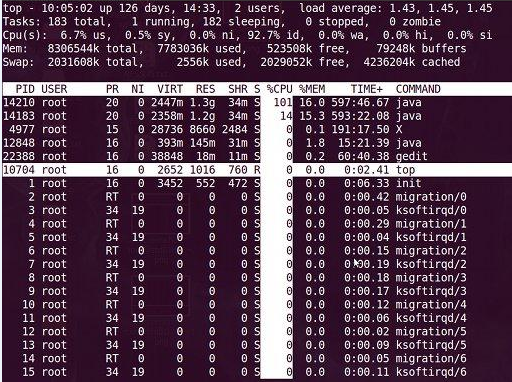 top - 10:05:02 up 126 days, 14:33, 2 users, load average: 1.43, 1.45, 1.45
Tasks: 183 total, 1 running, 182 sleeping, 0 stopped, 0 zombie
Cpu(s): 6.7% us, 0.5% sy, 0.0% ni, 92.7% id, 0.0% wa, 0.0% hi, 0.0% si
Mem: 8306544k total, 7783036k used, 523508k free, 79248k buffers
Swap: 2031608k total, 2556k used, 2029052k free, 4236204k cached
PID USER PR NI VIRT RES SHR S %CPU %MEM TIME+ COMMAND
14210 root 20 0 2447m 1.3g 34m S 101 16.0 597:46.67 java
14183 root 20 0 2358m 1.2g 34m S 14 15.3 593:22.08 java
4977 root 15 0 28736 8660 2484 S 0 0.1 191:17.50 X
12848 root 16 0 393m 145m 31m S 0 1.8 15:21.39 java
22388 root 16 0 38848 18m 11m S 0 0.2 60:40.38 gedit
10704 root 16 0 2652 1016 760 R 0 0.0 0:02.41 top
1 root 16 0 3452 552 472 S 0 0.0 0:06.33 init
2 root RT 0 0 0 0 S 0 0.0 0:00.42 migration/0
3 root 34 19 0 0 0 S 0 0.0 0:00.05 ksoftirqd/0
4 root RT 0 0 0 0 S 0 0.0 0:00.29 migration/1
5 root 34 19 0 0 0 S 0 0.0 0:00.04 ksoftirqd/1
6 root RT 0 0 0 0 S 0 0.0 0:00.15 migration/2
7 root 34 19 0 0 0 S 0 0.0 0:00.19 ksoftirqd/2
8 root RT 0 0 0 0 S 0 0.0 0:00.18 migration/3
9 root 34 19 0 0 0 S 0 0.0 0:00.17 ksoftirqd/3
10 root RT 0 0 0 0 S 0 0.0 0:00.12 migration/4
11 root 34 19 0 0 0 S 0 0.0 0:00.06 ksoftirqd/4
12 root RT 0 0 0 0 S 0 0.0 0:00.02 migration/5
13 root 34 19 0 0 0 S 0 0.0 0:00.09 ksoftirqd/5
14 root RT 0 0 0 0 S 0 0.0 0:00.05 migration/6
15 root 34 19 0 0 0 S 0 0.0 0:00.11 ksoftirqd/6